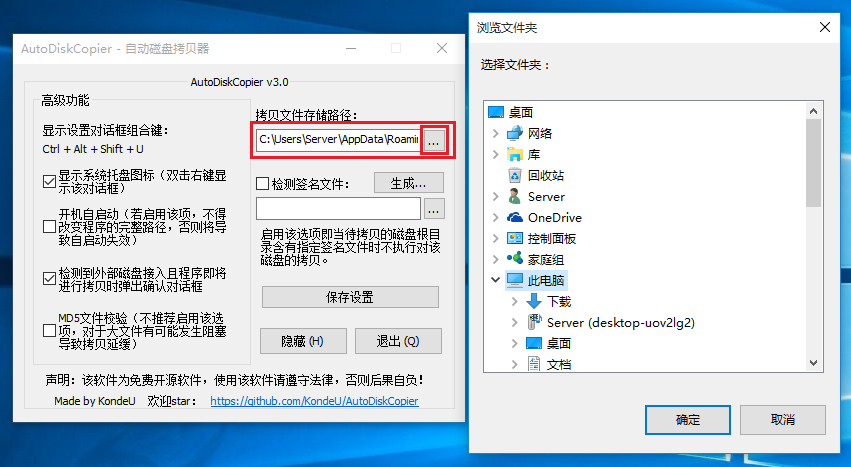 AutoDiskCopier - 自动磁盘拷贝器
AutoDiskCopier v3.0
高级功能
显示设置对话框组合键：
Ctrl + Alt + Shift + U
显示系统托盘图标（双击右键显
示该对话框）
开机自启动（若启用该项，不得
改变程序的完整路径，否则将导
致自启动失效）
检测到外部磁盘接入且程序即将
进行拷贝时弹出确认对话框
MD5文件校验（不推荐启用该选
项，对于大文件有可能发生阻塞
导致拷贝延缓）
拷贝文件存储路径：
C:\Users\Server\AppData\Roamin
...
检测签名文件：
生成...
...
启用该选项即当待拷贝的磁盘根目
录含有指定签名文件时不执行对该
磁盘的拷贝。
保存设置
隐藏 (H)
退出 (Q)
声明：该软件为免费开源软件，使用该软件请遵守法律，否则后果自负！
Made by KondeU 欢迎star： https://github.com/KondeU/AutoDiskCopier
浏览文件夹
选择文件夹：
桌面
网络
库
回收站
Server
OneDrive
控制面板
家庭组
此电脑
下载
Server (desktop-uov2lg2)
桌面
文档
确定
取消